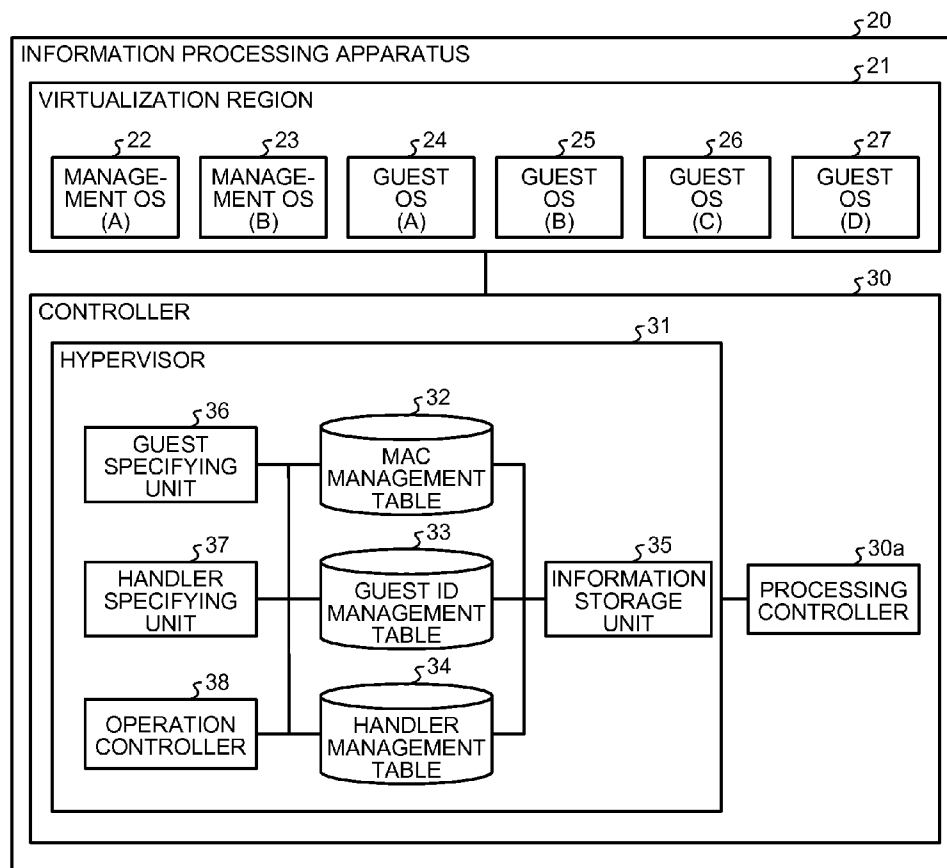 20
INFORMATION PROCESSING APPARATUS
21
VIRTUALIZATION REGION
22
MANAGE-
MENT OS
(A)
23
MANAGE-
MENT OS
(B)
24
GUEST
OS
(A)
25
GUEST
OS
(B)
26
GUEST
OS
(C)
27
GUEST
OS
(D)
30
CONTROLLER
31
HYPERVISOR
36
GUEST
SPECIFYING
UNIT
32
MAC
MANAGEMENT
TABLE
37
HANDLER
SPECIFYING
UNIT
33
GUEST ID
MANAGEMENT
TABLE
35
INFORMATION
STORAGE
UNIT
30a
PROCESSING
CONTROLLER
38
OPERATION
CONTROLLER
34
HANDLER
MANAGEMENT
TABLE